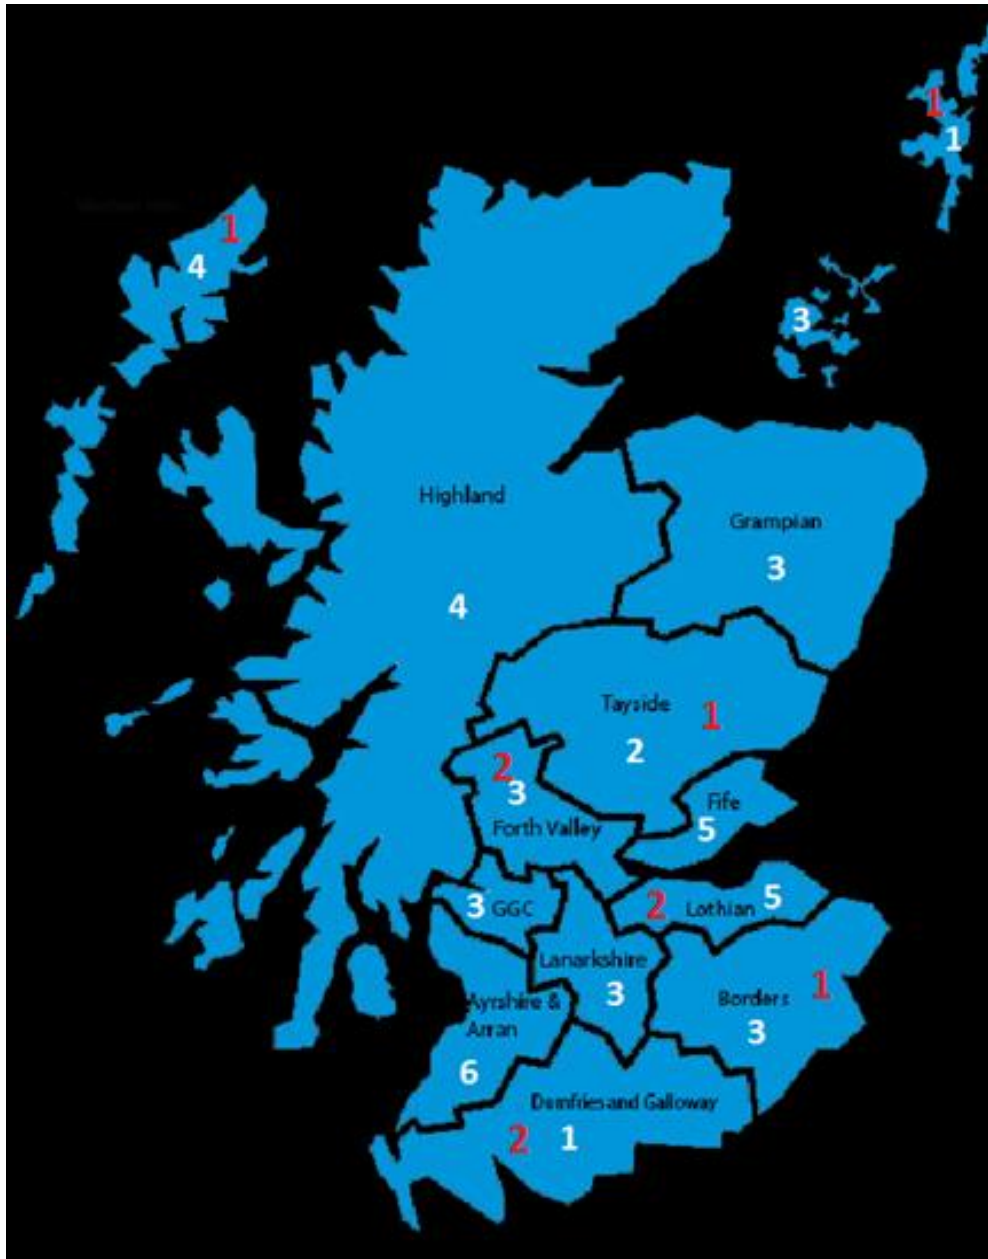 1
1
1
4
3
Highland
Grampian
3
4
Tayside
1
2
2
3
Fife
5
Forth Valley
3 GGC
2 Lothian 5
Lanarkshire
3
1
Borders
3
Ayrshire &
Arran
6
Dumfries and Galloway
2 1